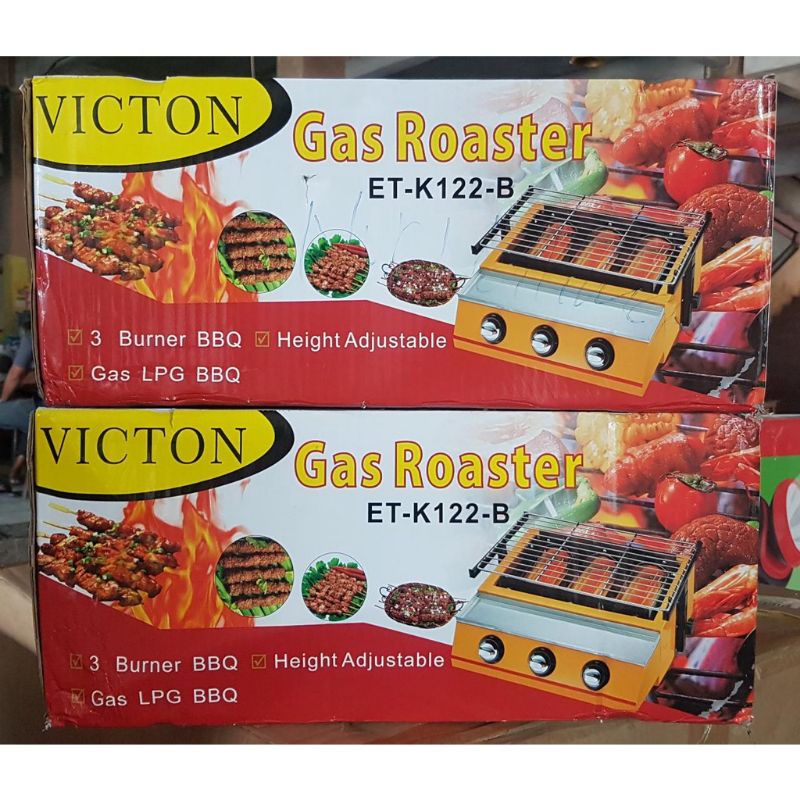 VICTON
Gas Roaster
ET-K122-B
3 Burner BBQ
Height Adjustable
Gas LPG BBQ
VICTON
Gas Roaster
ET-K122-B
3 Burner BBQ
Height Adjustable
Gas LPG BBQ